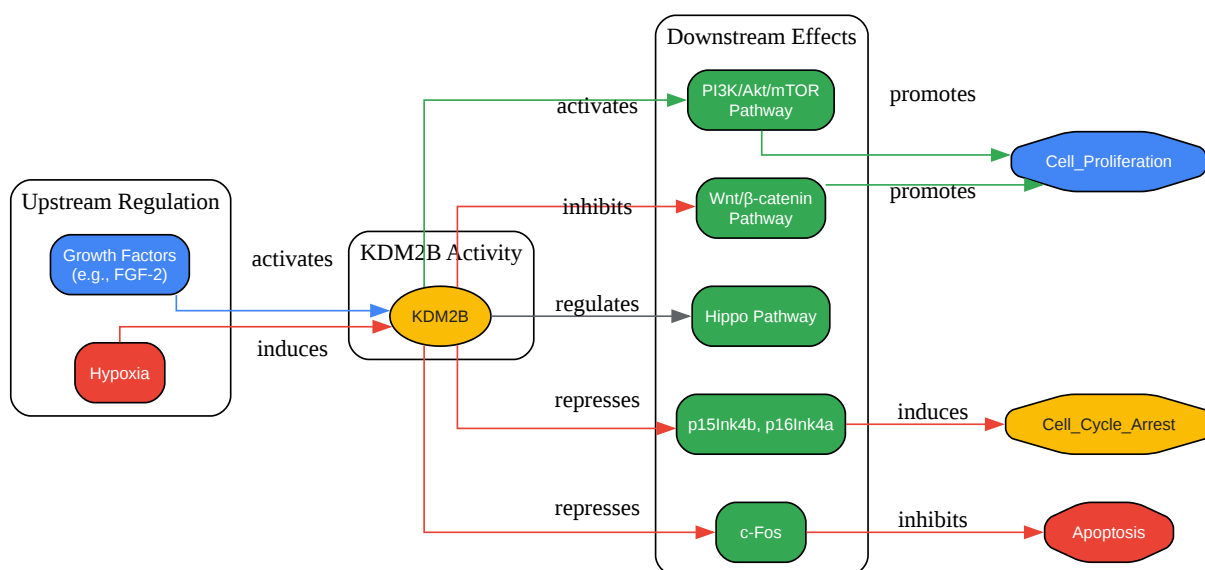 Downstream Effects
PI3K/Akt/mTOR
Pathway
promotes
activates
Cell_Proliferation
Upstream Regulation
Wnt/β-catenin
Pathway
promotes
inhibits
Growth Factors
(e.g., FGF-2)
activates
KDM2B Activity
KDM2B
regulates
Hippo Pathway
induces
Hypoxia
represses
p15Ink4b, p16Ink4a
induces
Cell_Cycle_Arrest
represses
c-Fos
inhibits
Apoptosis